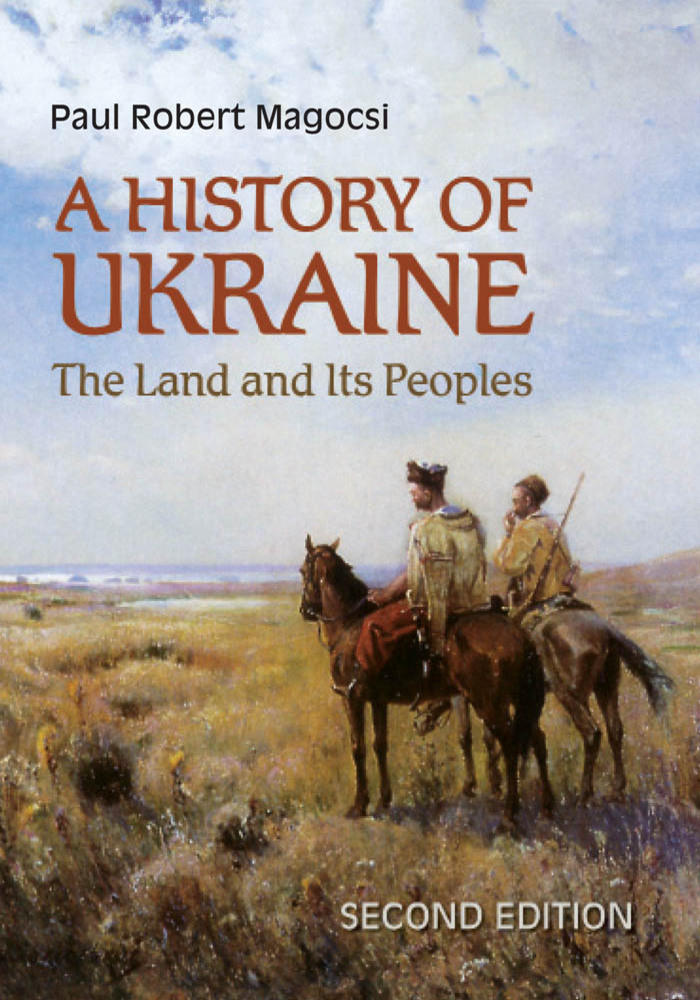 Paul Robert Magocsi
A HISTORY OF
UKRAINE
The Land and Its Peoples
SECOND EDITION